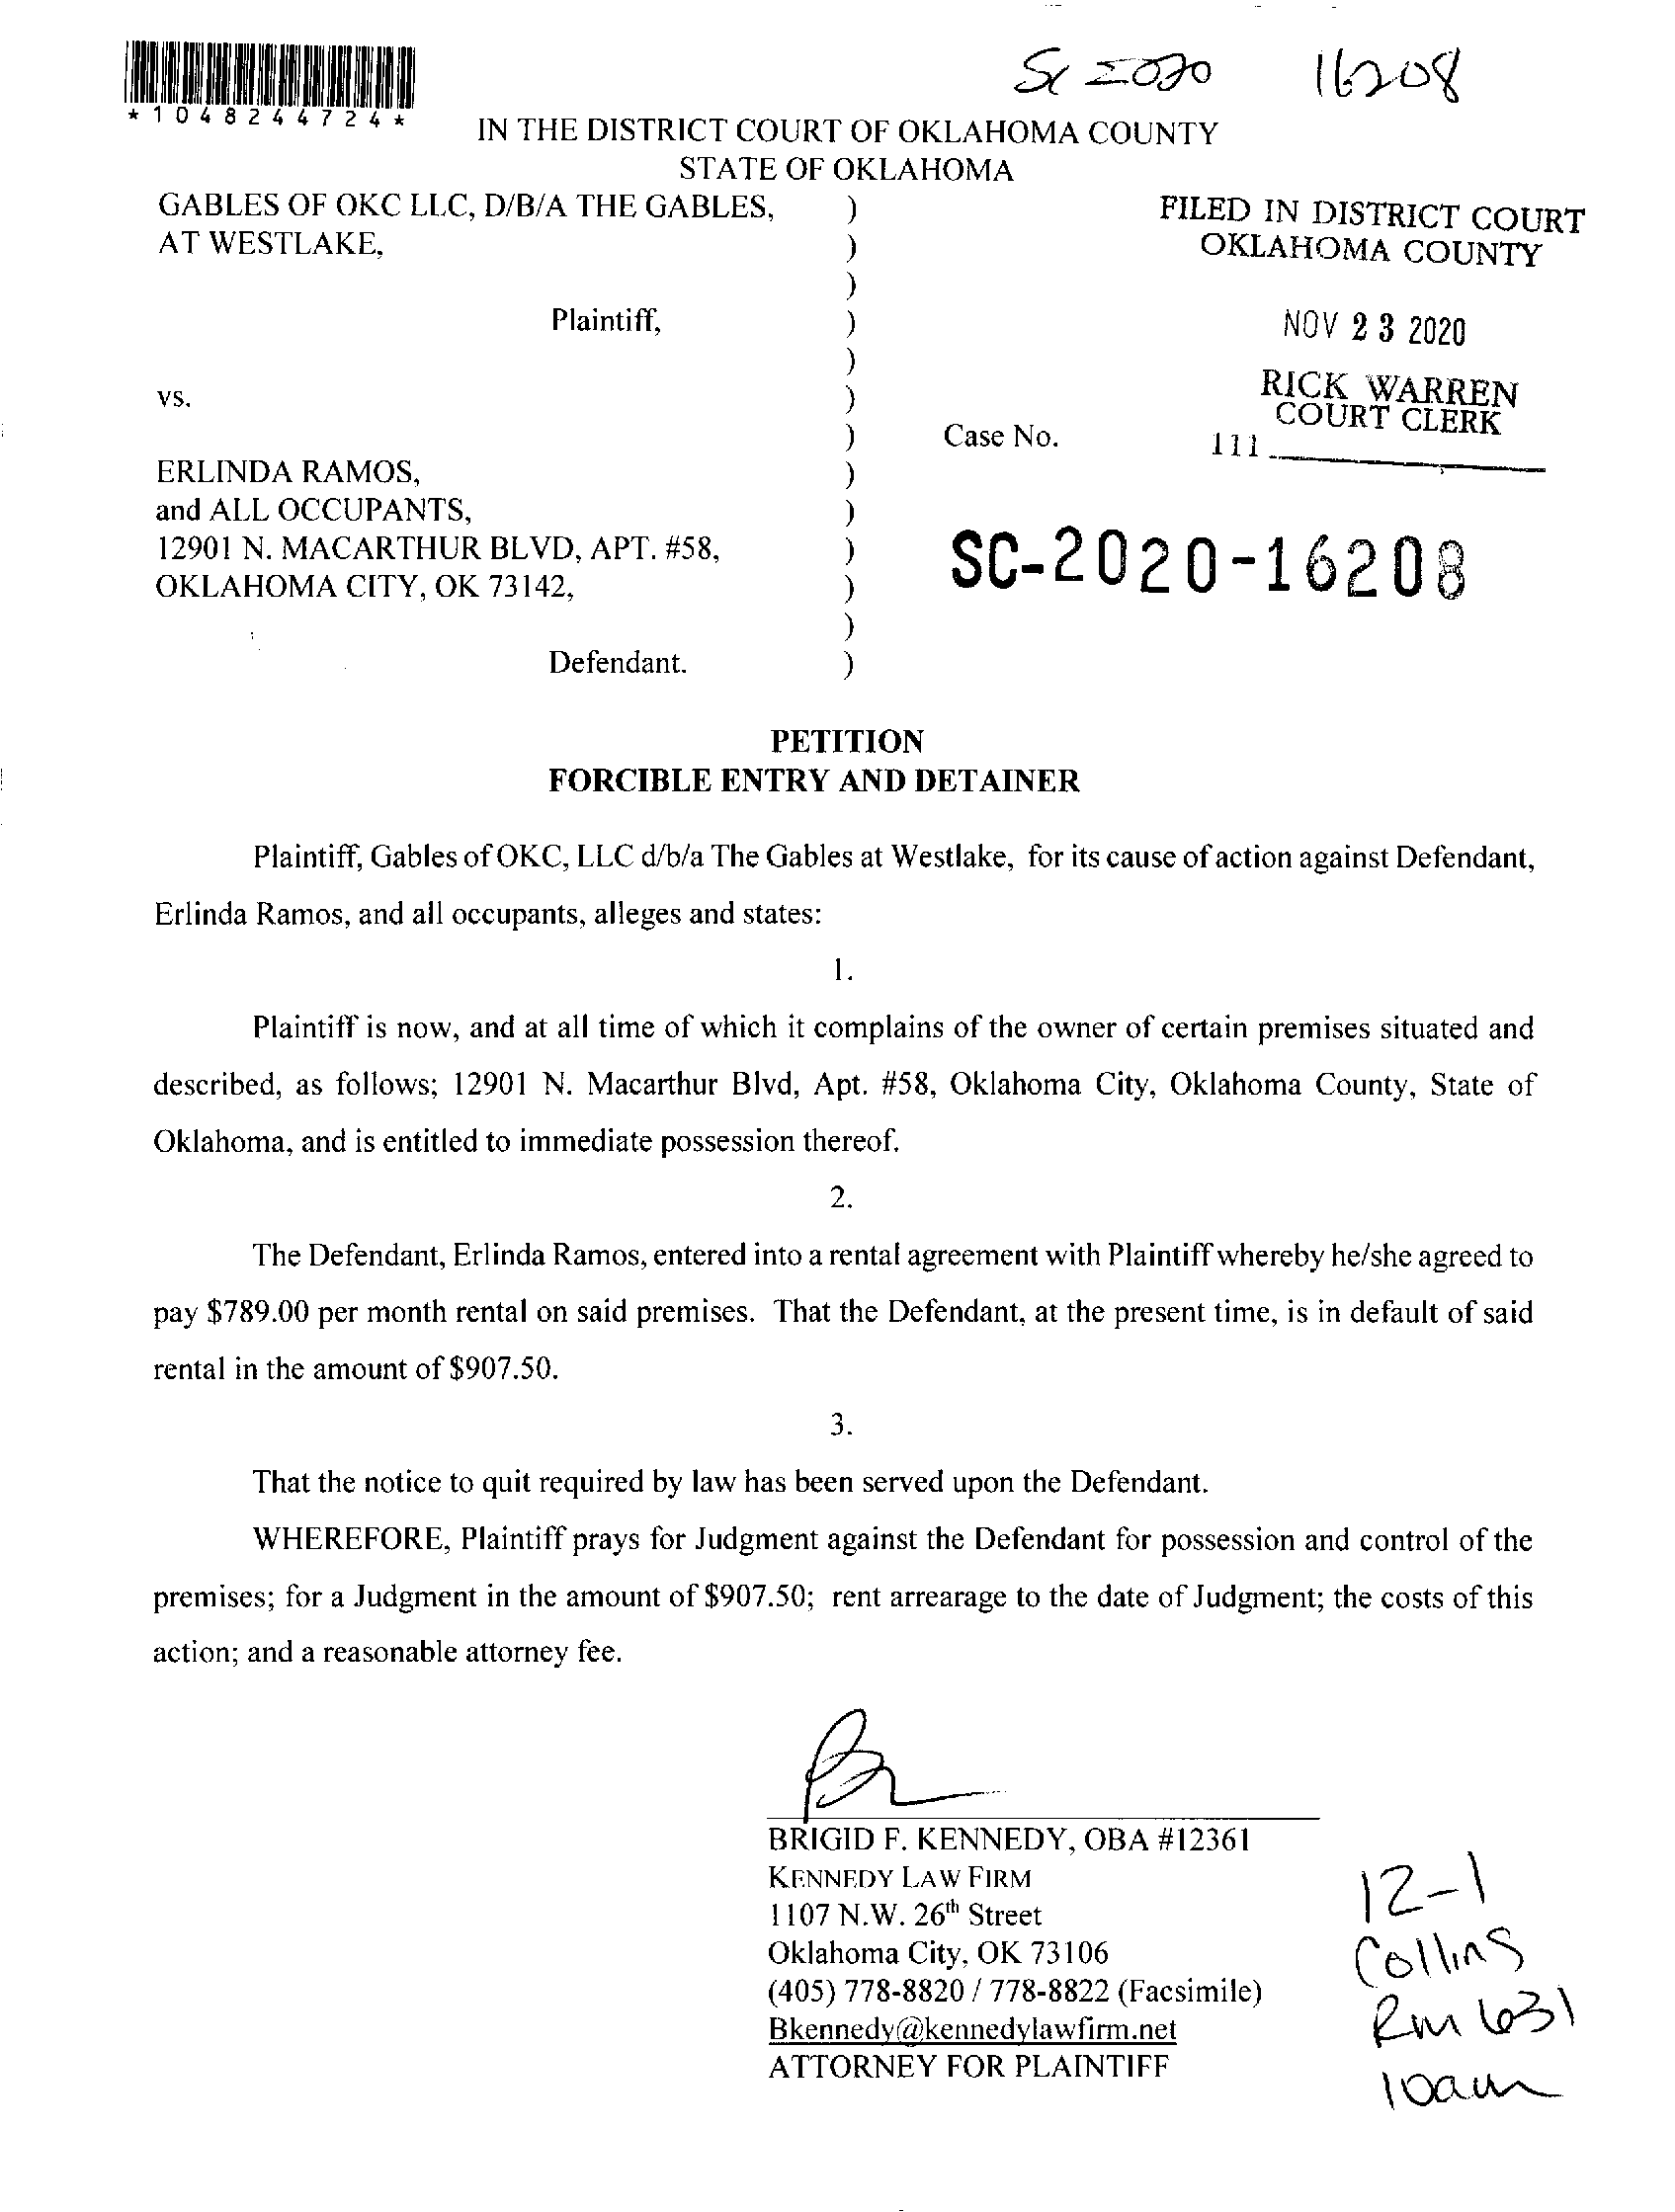 SC 2020 16208
*1048244724*
IN THE DISTRICT COURT OF OKLAHOMA COUNTY
STATE OF OKLAHOMA
GABLES OF OKC LLC, D/B/A THE GABLES, )
AT WESTLAKE, )
)
Plaintiff, )
)
vs. )
)
ERLINDA RAMOS, )
and ALL OCCUPANTS, )
12901 N. MACARTHUR BLVD, APT. #58, )
OKLAHOMA CITY, OK 73142, )
)
Defendant. )
FILED IN DISTRICT COURT
OKLAHOMA COUNTY
NOV 23 2020
RICK WARREN
COURT CLERK
Case No.
111
SC-2020-16208
PETITION
FORCIBLE ENTRY AND DETAINER
Plaintiff, Gables of OKC, LLC d/b/a The Gables at Westlake, for its cause of action against Defendant,
Erlinda Ramos, and all occupants, alleges and states:
1.
Plaintiff is now, and at all time of which it complains of the owner of certain premises situated and
described, as follows; 12901 N. Macarthur Blvd, Apt. #58, Oklahoma City, Oklahoma County, State of
Oklahoma, and is entitled to immediate possession thereof.
2.
The Defendant, Erlinda Ramos, entered into a rental agreement with Plaintiff whereby he/she agreed to
pay $789.00 per month rental on said premises. That the Defendant, at the present time, is in default of said
rental in the amount of $907.50.
3.
That the notice to quit required by law has been served upon the Defendant.
WHEREFORE, Plaintiff prays for Judgment against the Defendant for possession and control of the
premises; for a Judgment in the amount of $907.50; rent arrearage to the date of Judgment; the costs of this
action; and a reasonable attorney fee.
BRIGID F. KENNEDY, OBA #12361
KENNEDY LAW FIRM
1107 N.W. 26th Street
Oklahoma City, OK 73106
(405) 778-8820 / 778-8822 (Facsimile)
Bkennedy@kennedylawfirm.net
ATTORNEY FOR PLAINTIFF
12-1
Collins
Rm 631
10am